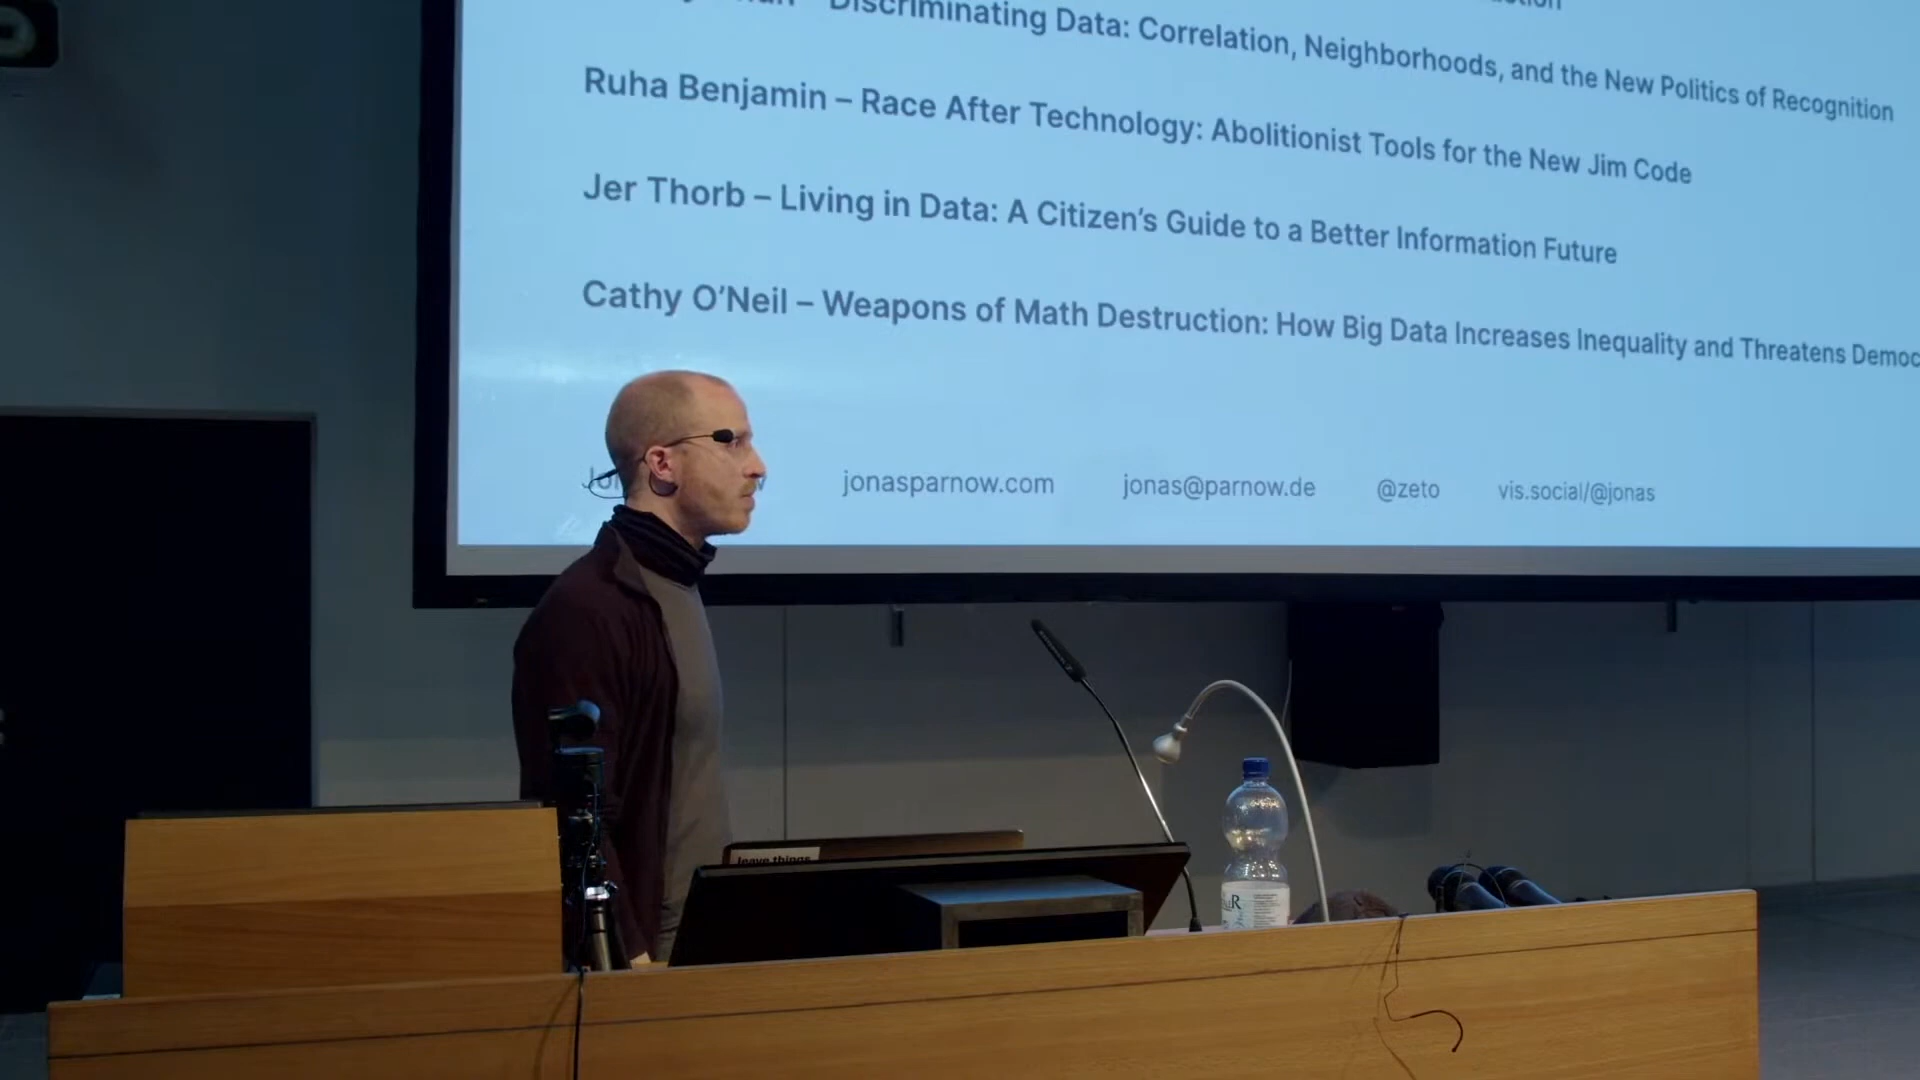 Discriminating Data: Correlation, Neighborhoods, and the New Politics of Recognition
Ruha Benjamin – Race After Technology: Abolitionist Tools for the New Jim Code
Jer Thorb – Living in Data: A Citizen’s Guide to a Better Information Future
Cathy O’Neil – Weapons of Math Destruction: How Big Data Increases Inequality and Threatens Democ
jonasparnow.com jonas@parnow.de @zeto vis.social/@jonas
leave things